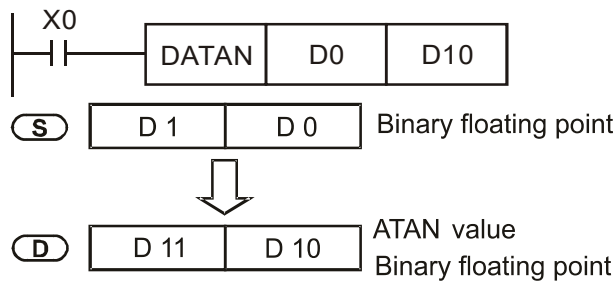 X0
DATAN D0 D10
S D 1 D 0 Binary floating point
D D 11 D 10 ATAN value
Binary floating point